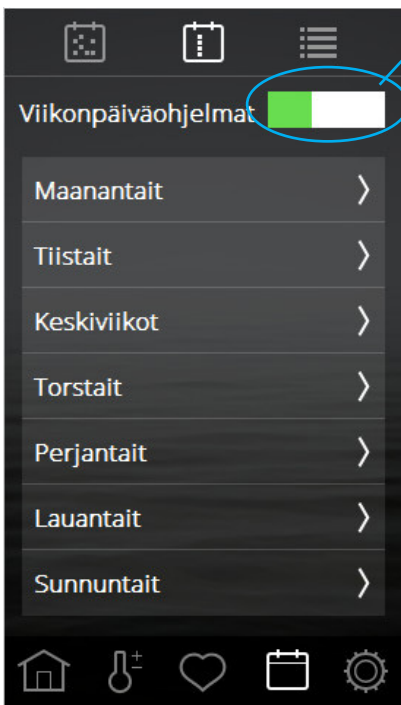 Viikonpäiväohjelmat
Maanantait
Tiistait
Keskiviikot
Torstait
Perjantait
Lauantait
Sunnuntait